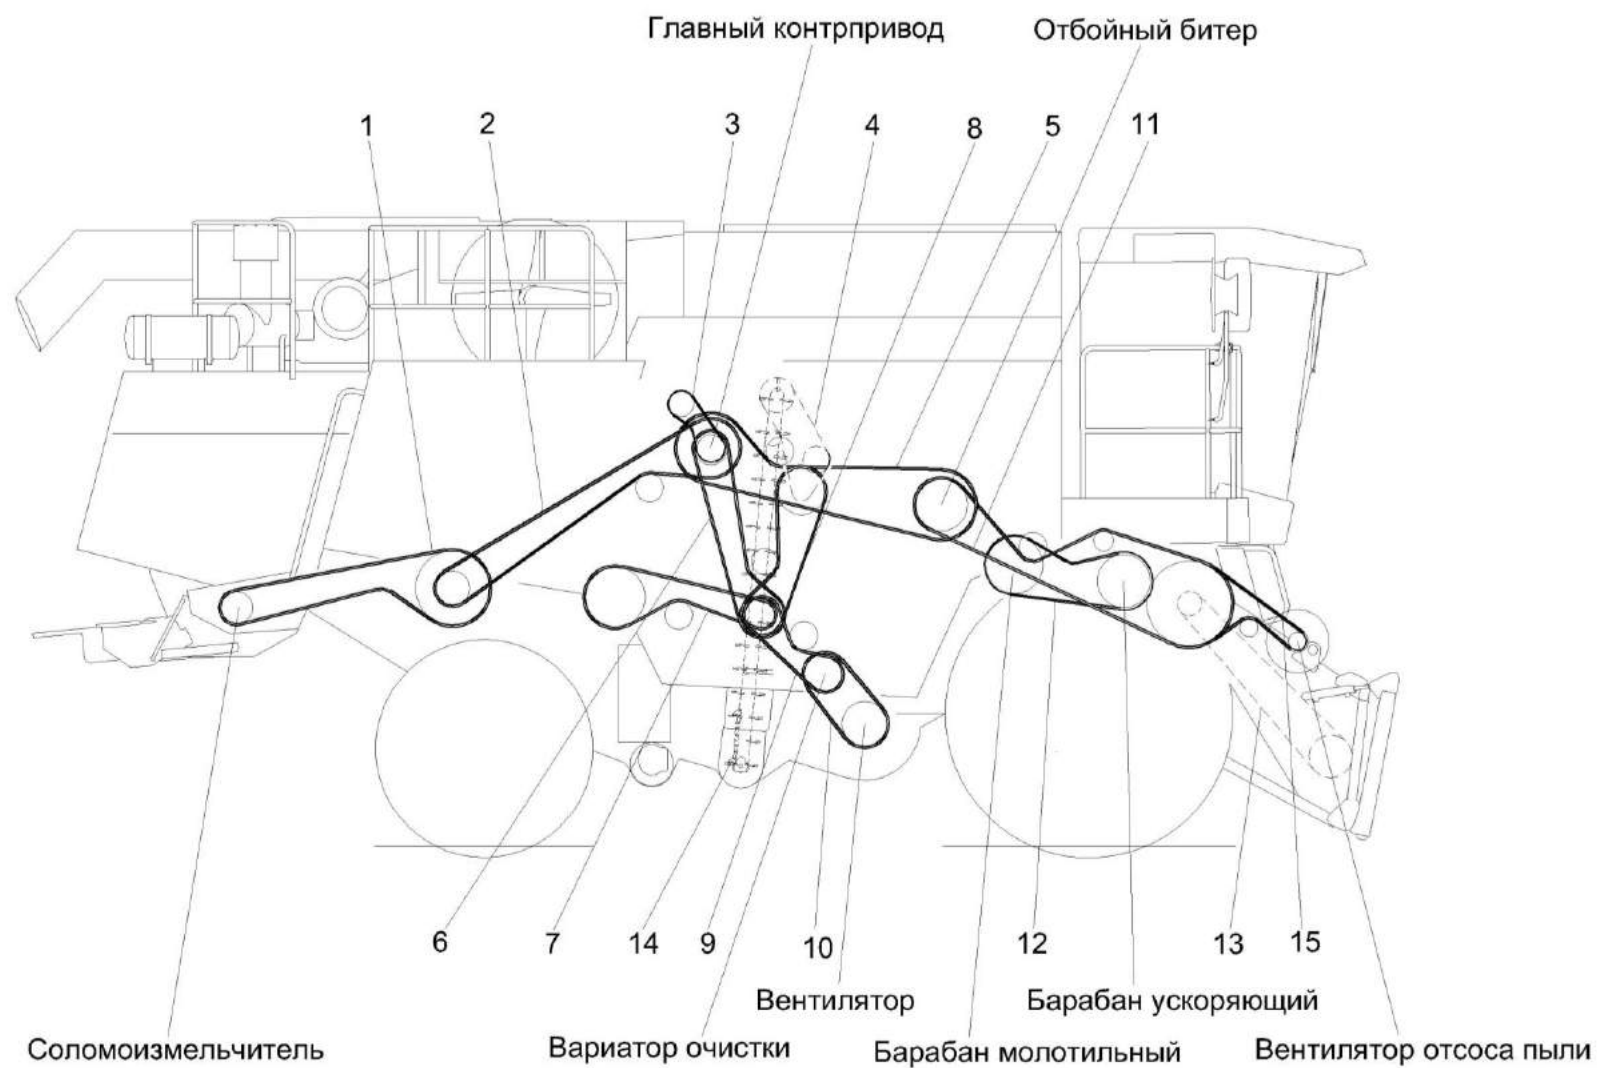 Главный контрпривод Отбойный битер
1 2 3 4 8 5 11
6 7 14 9 10 12 13 15
Вентилятор Барабан ускоряющий
Соломоизмельчитель Вариатор очистки Барабан молотильный Вентилятор отсоса пыли